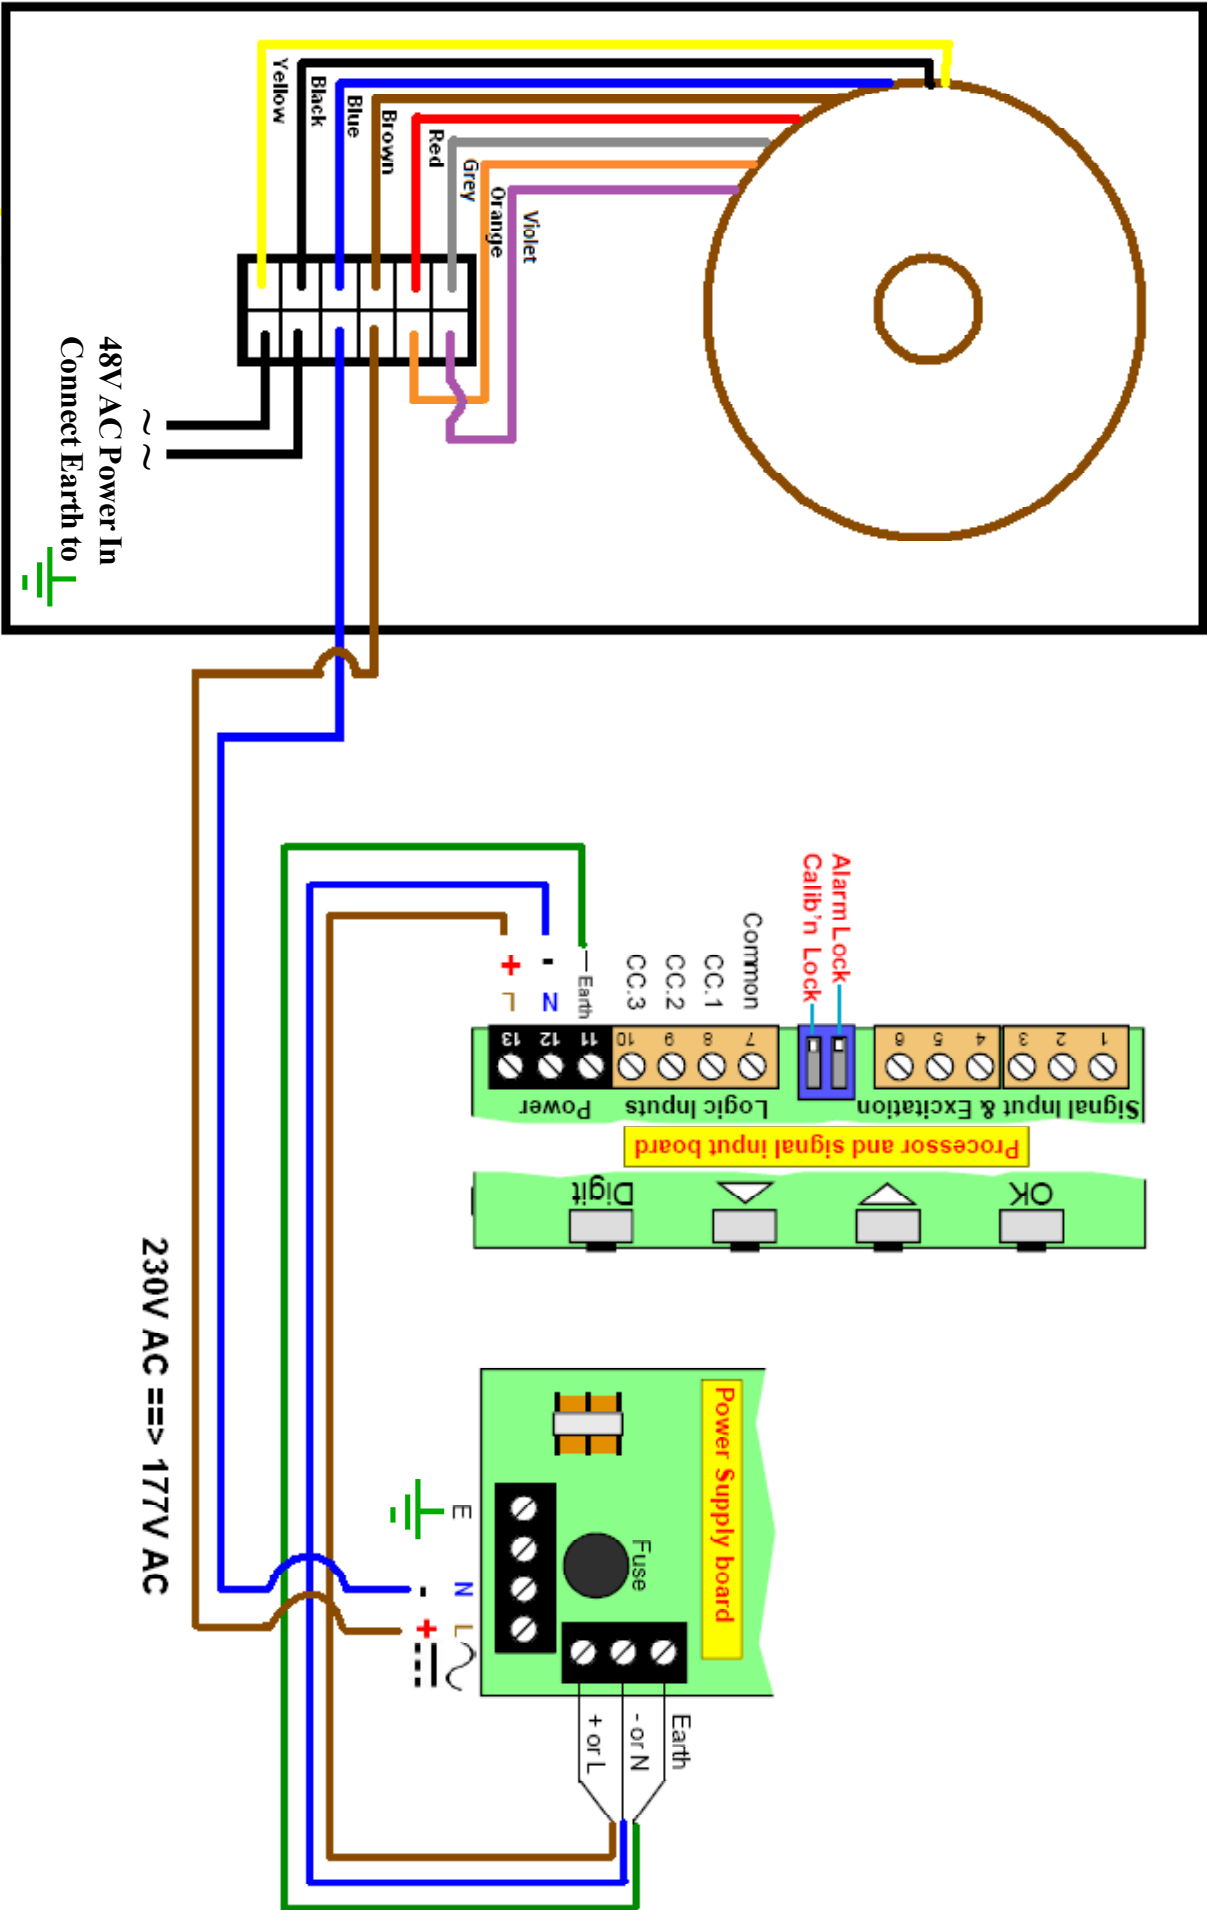 Yellow
Black
Blue
Brown
Red
Grey
Orange
Violet
48V AC Power In
Connect Earth to
~ ~
230V AC ==> 177V AC
Alarm Lock
Calib'n Lock
Common
CC.1
CC.2
CC.3
Earth
- N
+ L
1 2 3 4 5 6 7 8 9 10 11 12 13
Signal Input & Excitation
Logic Inputs
Power
Processor and signal input board
OK
Digit
Power Supply board
Fuse
E
N -
L +
Earth
- or N
+ or L